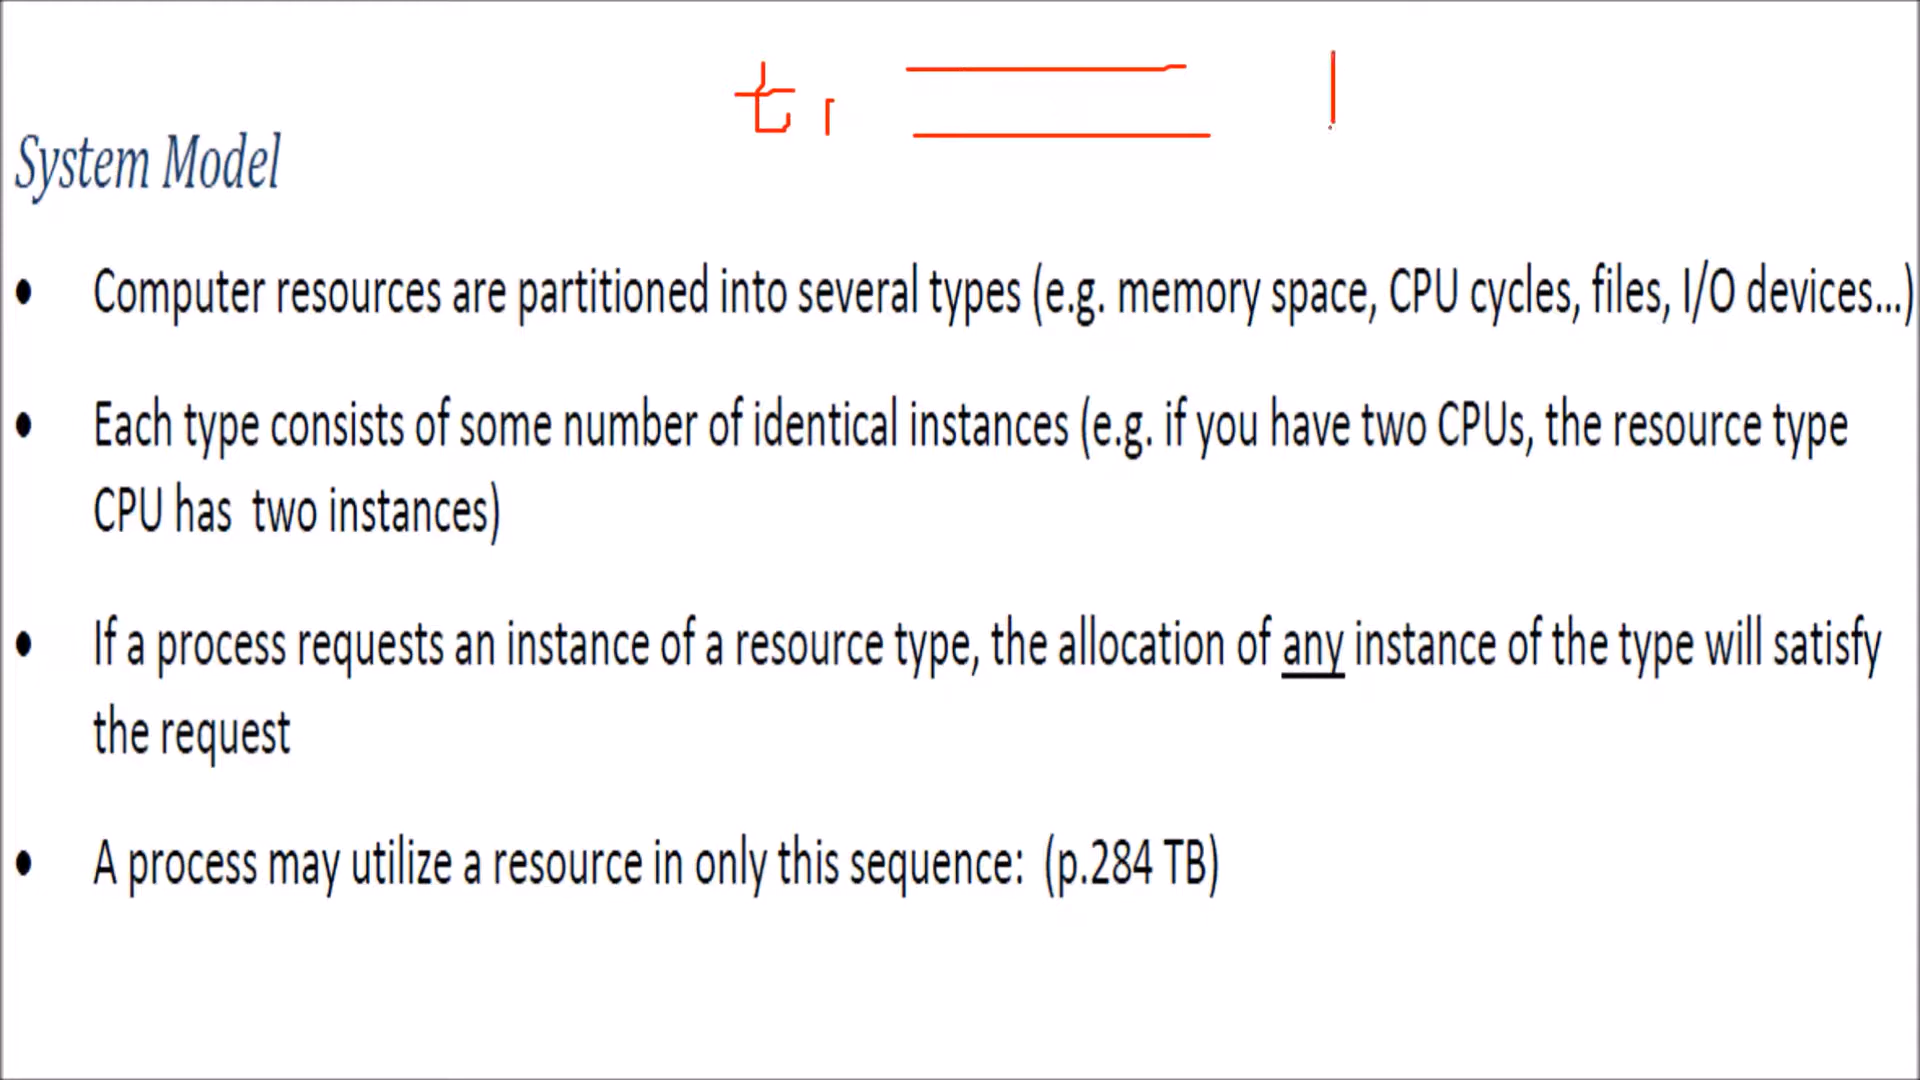 t r
System Model
• Computer resources are partitioned into several types (e.g. memory space, CPU cycles, files, I/O devices...)
• Each type consists of some number of identical instances (e.g. if you have two CPUs, the resource type
CPU has two instances)
• If a process requests an instance of a resource type, the allocation of any instance of the type will satisfy
the request
• A process may utilize a resource in only this sequence: (p.284 TB)